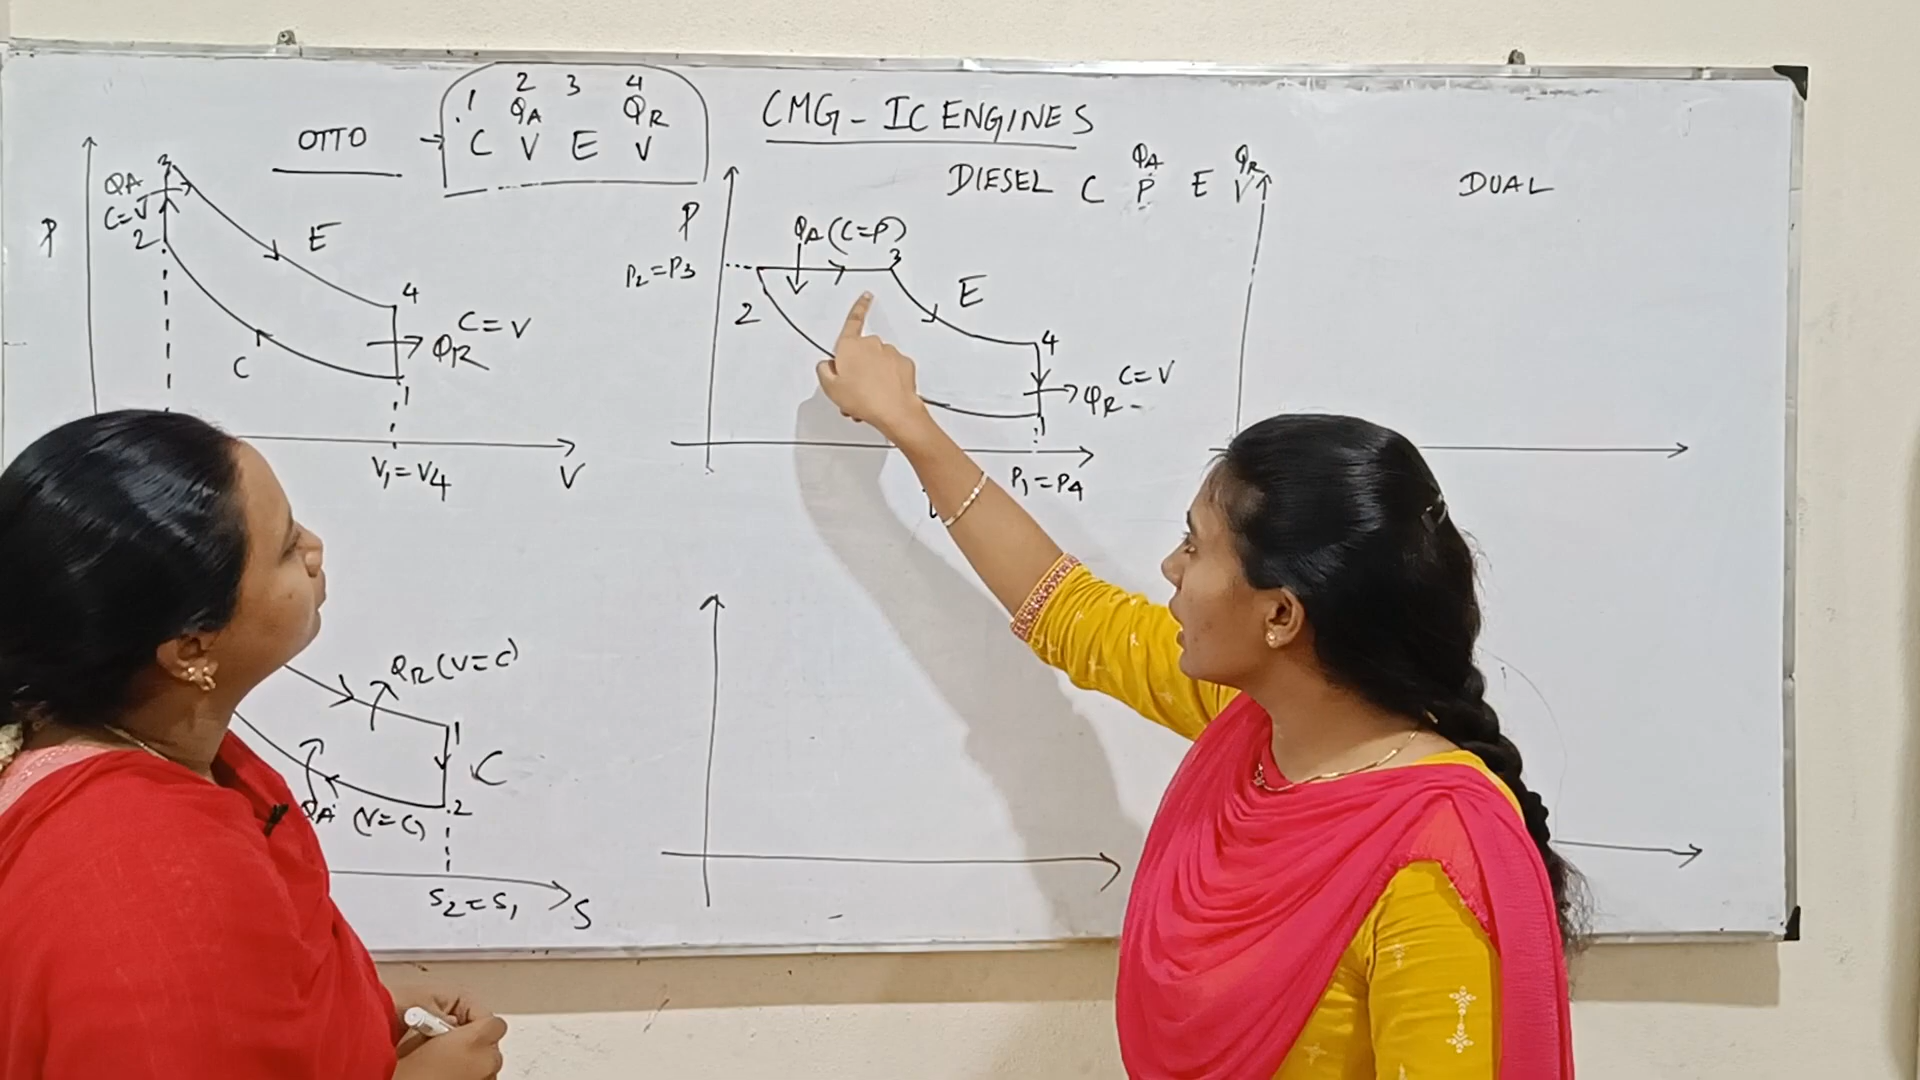 CMG - IC ENGINES
OTTO → 1 2 3 4
QA QR
C V E V
P
3
QA
C=V
2
E
4
C=V
QR
C
1
V₁=V₄
V
QR (V=C)
1
C
2
QA (V=C)
S₂=S₁
S
DIESEL C P E V
QA QR
P
QA (C=P)
P₂=P₃
3
2
E
4
C=V
QR
1
P₁=P4
DUAL